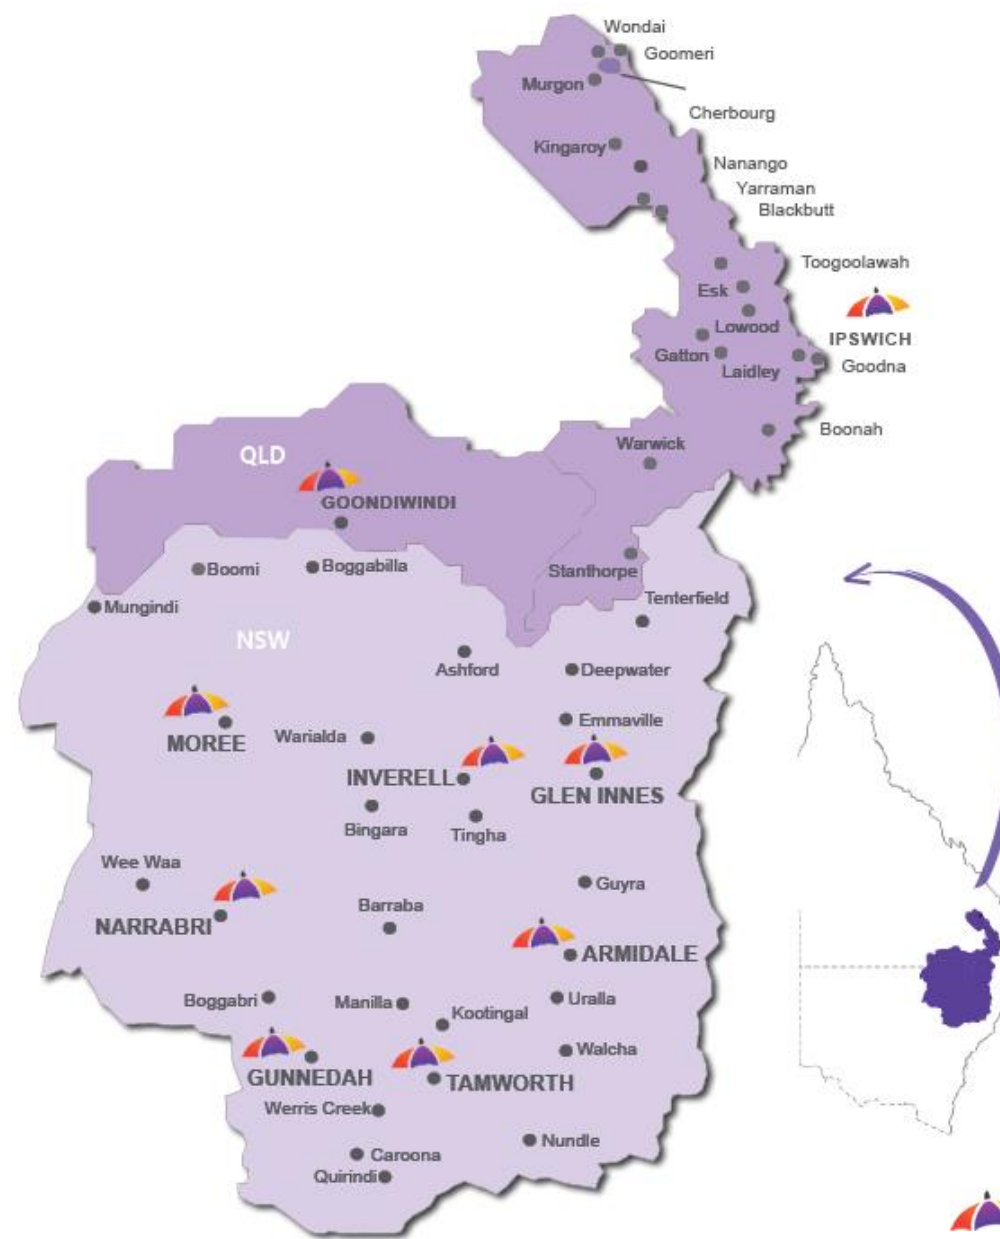 Wondai
Goomeri
Murgon
Cherbourg
Kingaroy
Nanango
Yarraman
Blackbutt
Toogoolawah
Esk
Lowood
IPSWICH
Gatton
Laidley
Goodna
Boonah
Warwick
QLD
GOONDIWINDI
Boomi
Boggabilla
Stanthorpe
Mungindi
Tenterfield
NSW
Ashford
Deepwater
Emmaville
MOREE
Warialda
INVERELL
GLEN INNES
Bingara
Tingha
Wee Waa
Guyra
Barraba
NARRABRI
ARMIDALE
Boggabri
Manilla
Uralla
Kootingal
Walcha
GUNNEDAH
TAMWORTH
Werris Creek
Nundle
Caroona
Quirindi